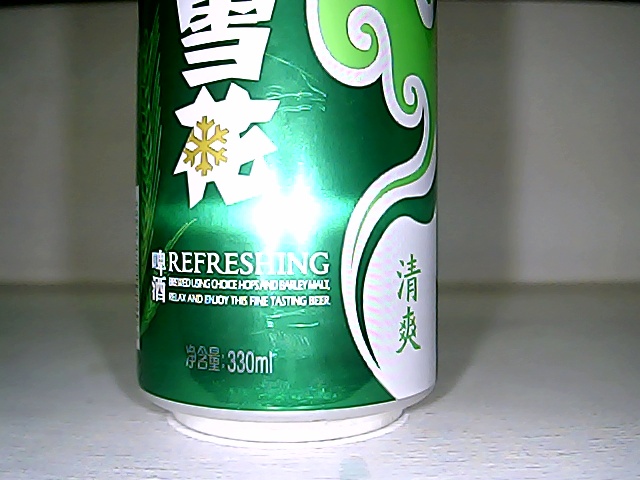 雪花
啤酒
REFRESHING
BREWED USING CHOICE HOPS AND BARLEY MALT,
RELAX AND ENJOY THIS FINE TASTING BEER.
净含量:330ml
清爽